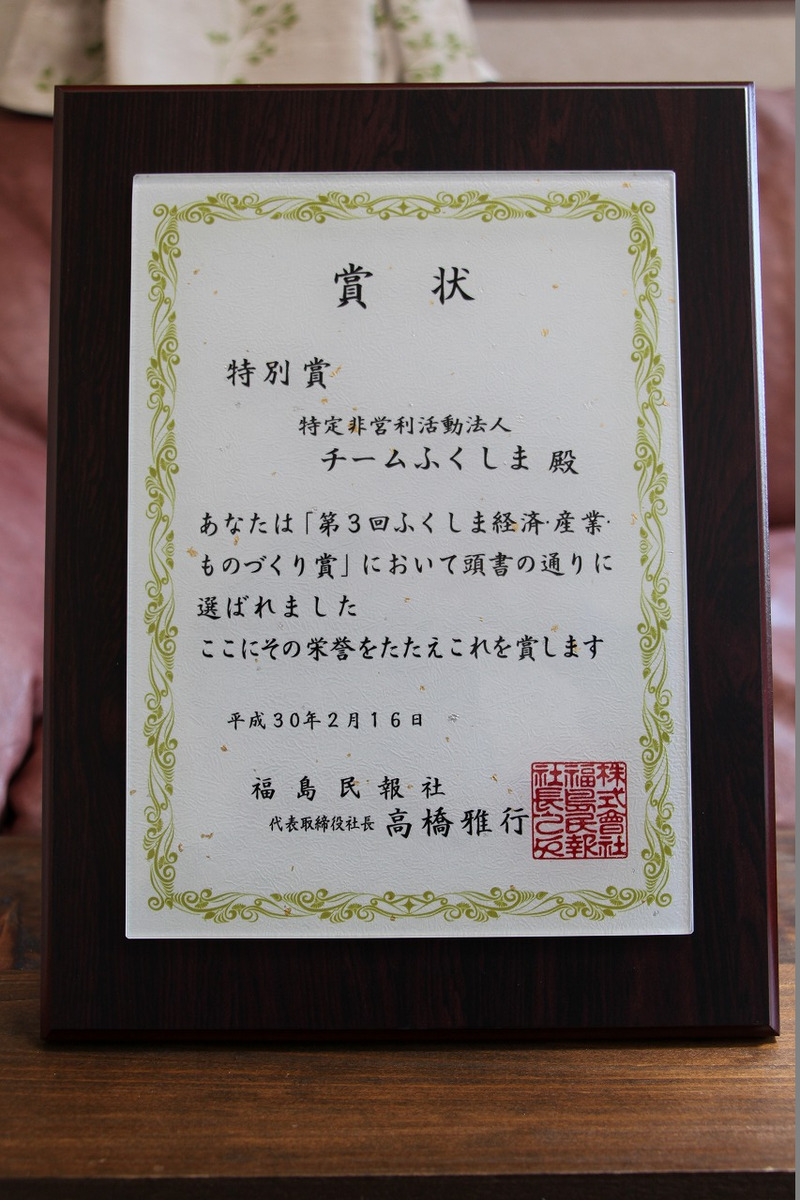 賞 状
特別賞
特定非営利活動法人
チームふくしま 殿
あなたは「第3回ふくしま経済・産業・
ものづくり賞」において頭書の通りに
選ばれました
ここにその栄誉をたたえこれを賞します
平成30年2月16日
福島民報社
代表取締役社長 高橋雅行
株式會社
福島民報
社長之印